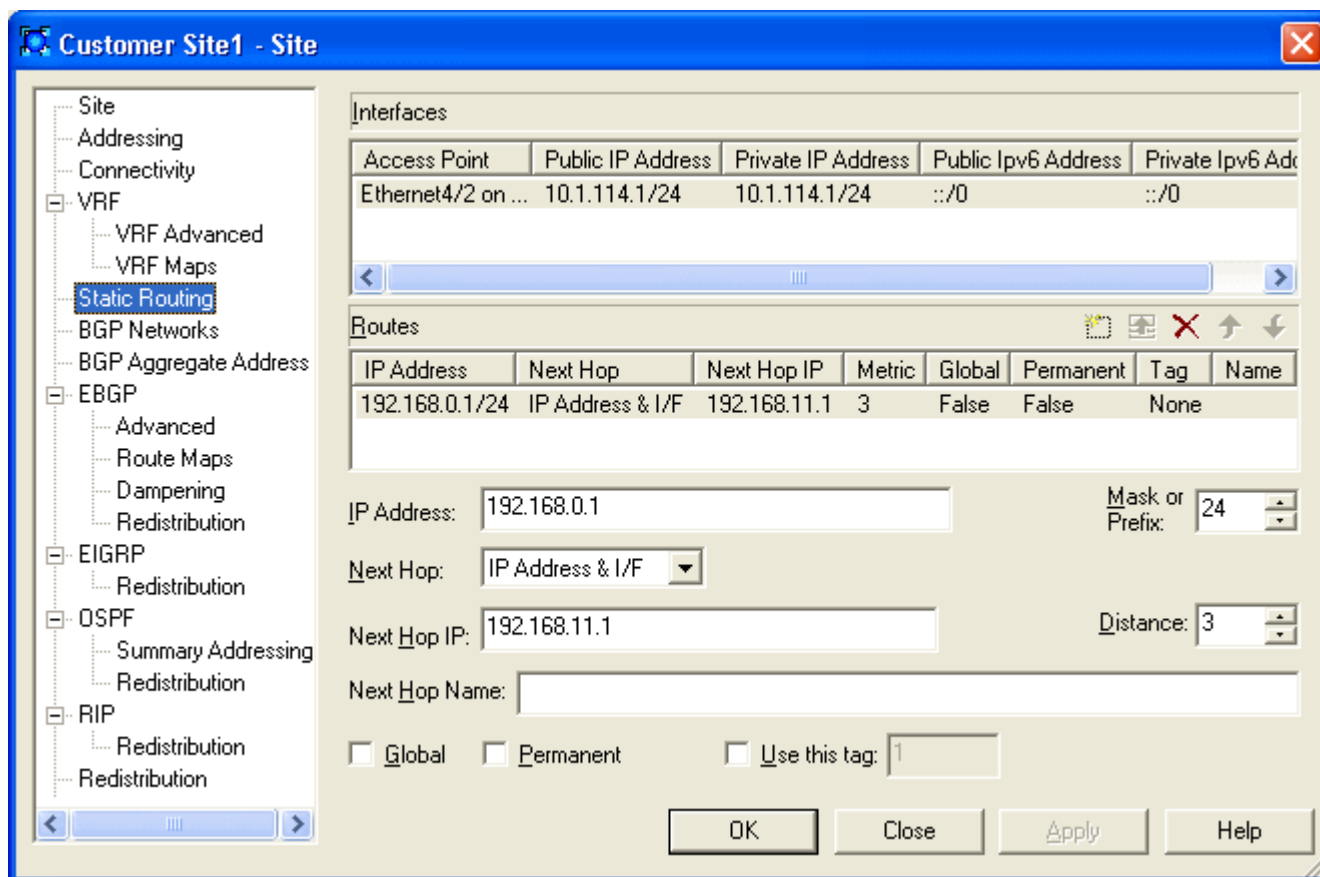 Customer Site1 - Site
Site
Addressing
Connectivity
VRF
VRF Advanced
VRF Maps
Static Routing
BGP Networks
BGP Aggregate Address
EBGP
Advanced
Route Maps
Dampening
Redistribution
EIGRP
Redistribution
OSPF
Summary Addressing
Redistribution
RIP
Redistribution
Redistribution
Interfaces
Access Point Public IP Address Private IP Address Public Ipv6 Address Private Ipv6 Add
Ethernet4/2 on ... 10.1.114.1/24 10.1.114.1/24 ::/0 ::/0
Routes
IP Address Next Hop Next Hop IP Metric Global Permanent Tag Name
192.168.0.1/24 IP Address & I/F 192.168.11.1 3 False False None
IP Address: 192.168.0.1 Mask or Prefix: 24
Next Hop: IP Address & I/F
Next Hop IP: 192.168.11.1 Distance: 3
Next Hop Name:
Global Permanent Use this tag: 1
OK Close Apply Help